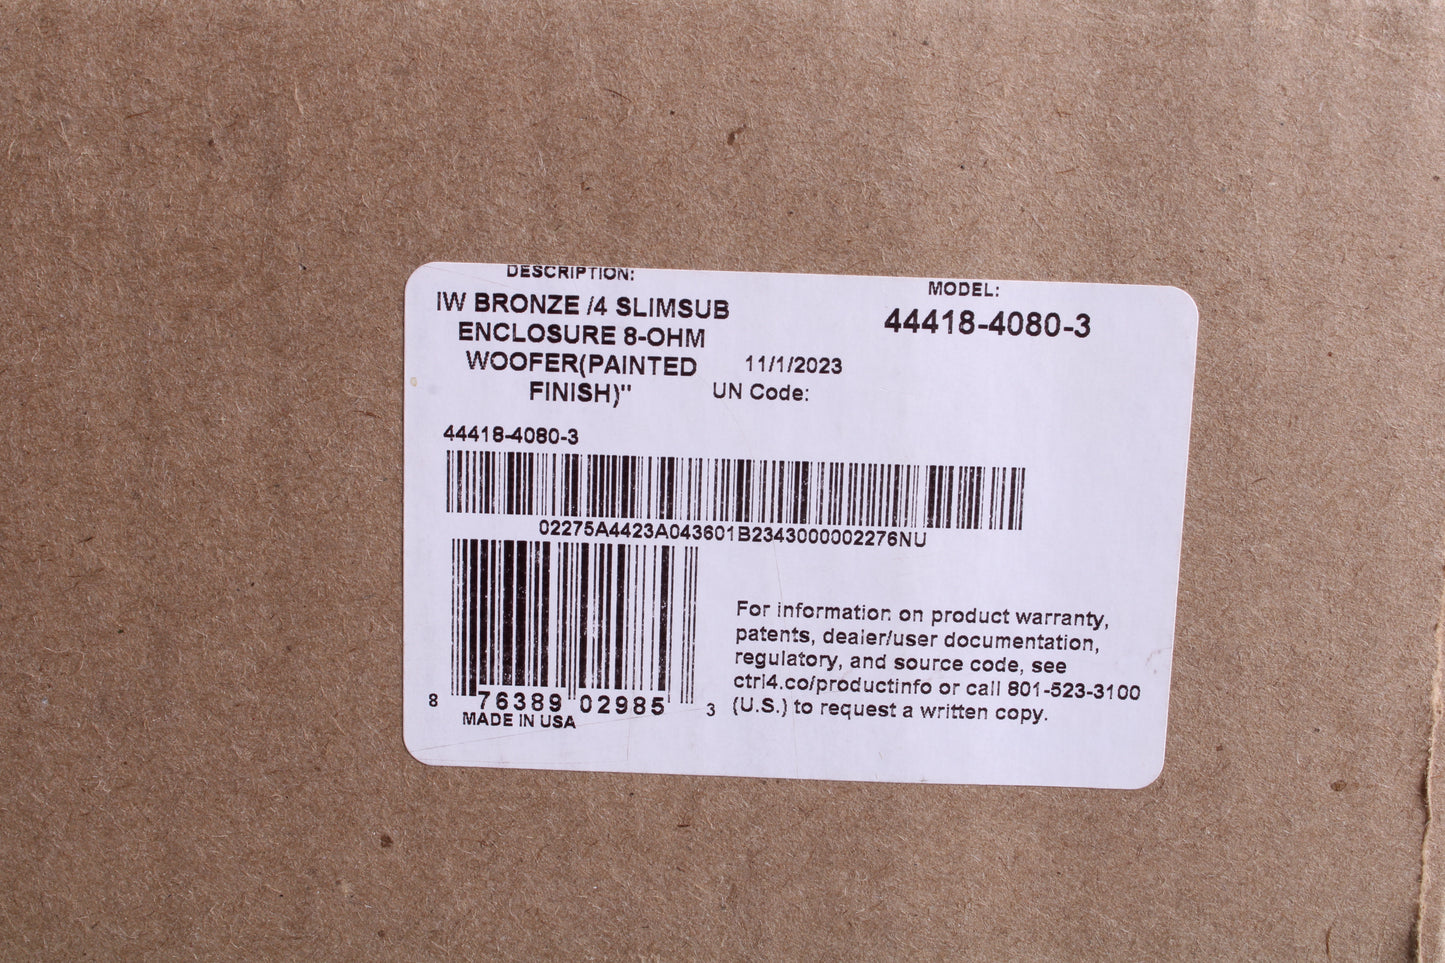 DESCRIPTION:
IW BRONZE /4 SLIMSUB
ENCLOSURE 8-OHM
WOOFER(PAINTED
FINISH)"
MODEL:
44418-4080-3
11/1/2023
UN Code:
44418-4080-3
02275A4423A043601B2343000002276NU
8 76389 02985 3
MADE IN USA
For information on product warranty,
patents, dealer/user documentation,
regulatory, and source code, see
ctrl4.co/productinfo or call 801-523-3100
(U.S.) to request a written copy.